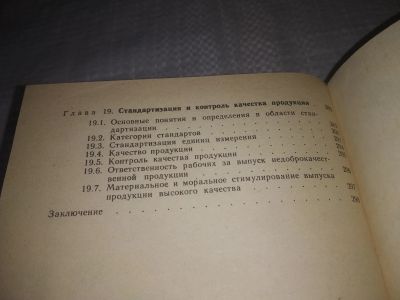 Глава 19. Стандартизация и контроль качества продукции
19.1. Основные понятия и определения в области стан-
дартизации
19.2. Категории стандартов
19.3. Стандартизация единиц измерения
19.4. Качество продукции
19.5. Контроль качества продукции
19.6. Ответственность рабочих за выпуск недоброкачест-
венной продукции
19.7. Материальное и моральное стимулирование выпуска
продукции высокого качества
Заключение